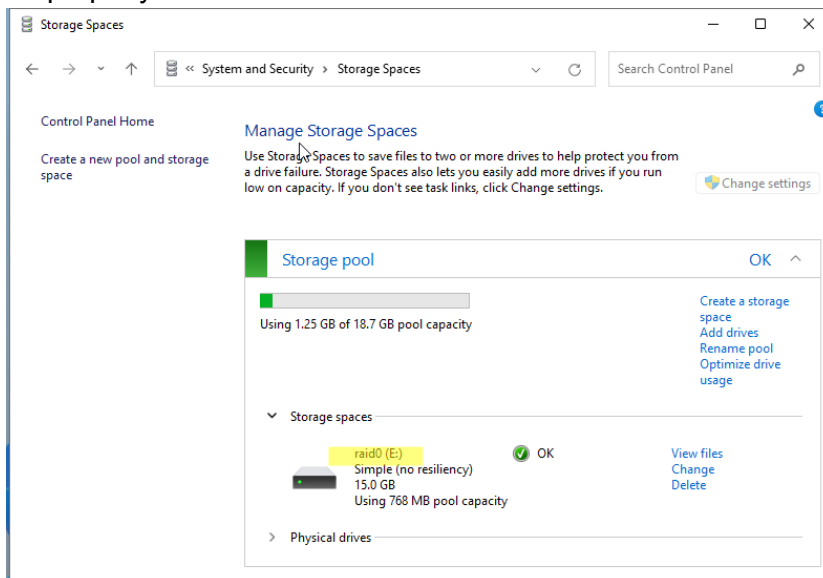 Storage Spaces
« System and Security > Storage Spaces
Search Control Panel
Control Panel Home
Create a new pool and storage
space
Manage Storage Spaces
Use Storage Spaces to save files to two or more drives to help protect you from
a drive failure. Storage Spaces also lets you easily add more drives if you run
low on capacity. If you don't see task links, click Change settings.
Change settings
Storage pool
OK
Using 1.25 GB of 18.7 GB pool capacity
Create a storage
space
Add drives
Rename pool
Optimize drive
usage
Storage spaces
raid0 (E:)
OK
Simple (no resiliency)
15.0 GB
Using 768 MB pool capacity
View files
Change
Delete
Physical drives